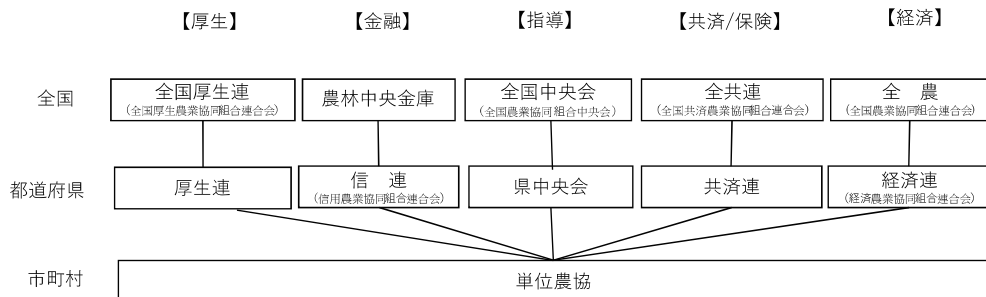 【厚生】 【金融】 【指導】 【共済/保険】 【経済】
全国 全国厚生連 農林中央金庫 全国中央会 全共連 全　農
(全国厚生農業協同組合連合会) (全国農業協同組合中央会) (全国共済農業協同組合連合会) (全国農業協同組合連合会)
都道府県 厚生連 信　連 県中央会 共済連 経済連
(信用農業協同組合連合会) (経済農業協同組合連合会)
市町村 単位農協